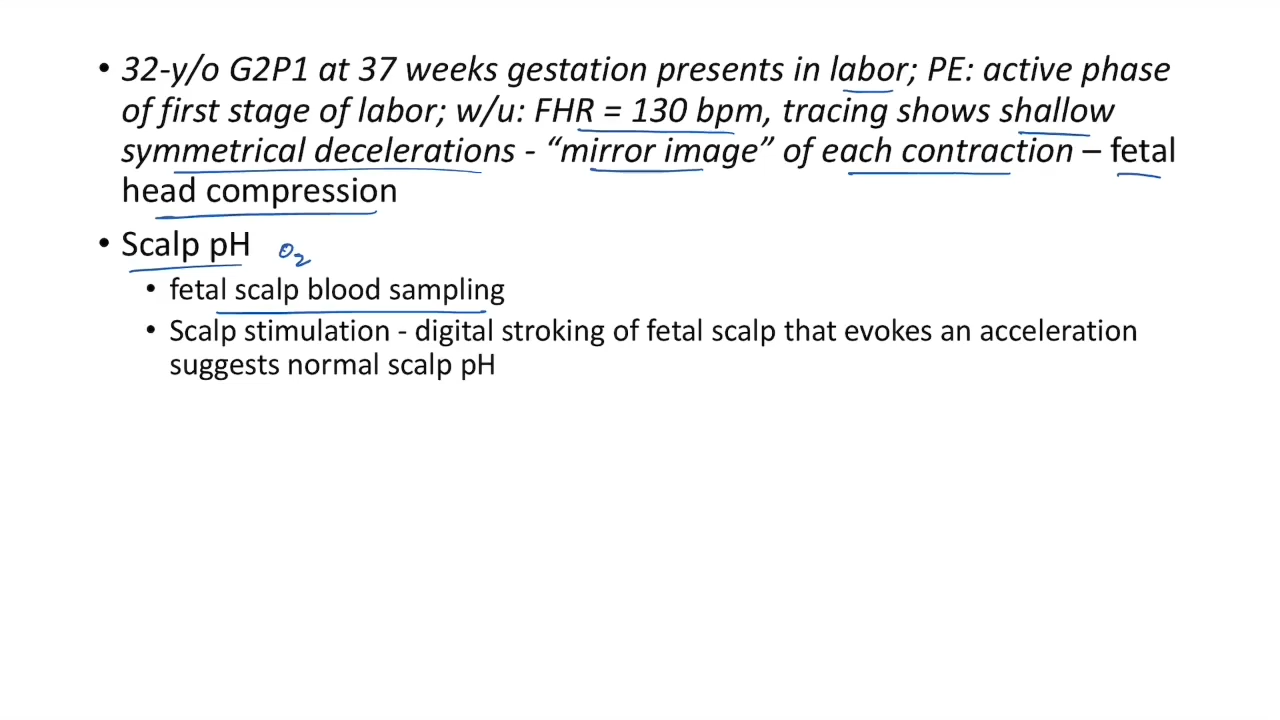 • 32-y/o G2P1 at 37 weeks gestation presents in labor; PE: active phase
of first stage of labor; w/u: FHR = 130 bpm, tracing shows shallow
symmetrical decelerations - “mirror image” of each contraction – fetal
head compression
• Scalp pH O₂
• fetal scalp blood sampling
• Scalp stimulation - digital stroking of fetal scalp that evokes an acceleration
suggests normal scalp pH